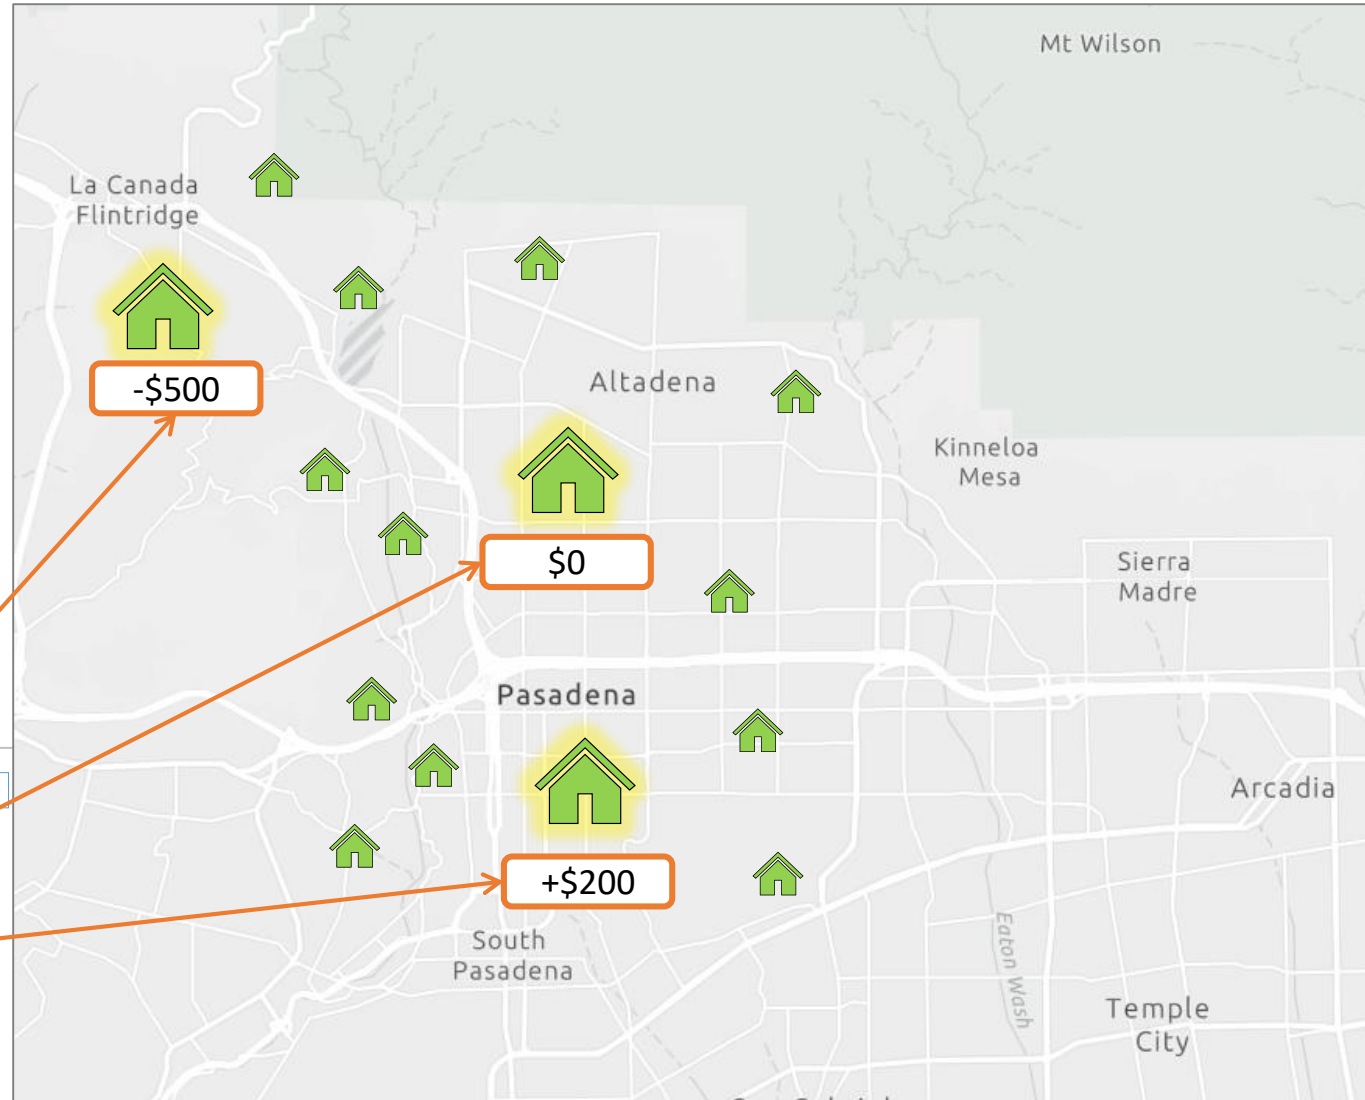 Mt Wilson
La Canada
Flintridge
-$500
Altadena
Kinneloa
Mesa
$0
Sierra
Madre
Pasadena
Arcadia
+$200
South
Pasadena
Eaton Wash
Temple
City